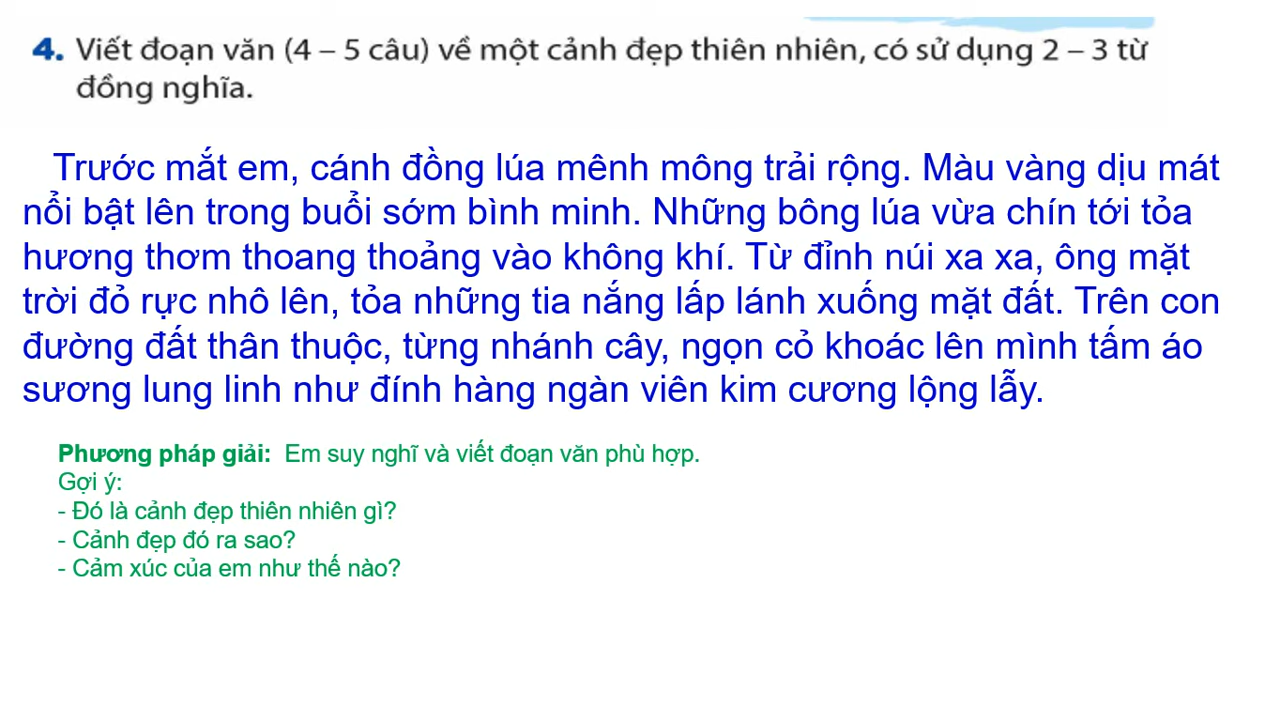 4. Viết đoạn văn (4 – 5 câu) về một cảnh đẹp thiên nhiên, có sử dụng 2 – 3 từ
đồng nghĩa.
Trước mắt em, cánh đồng lúa mênh mông trải rộng. Màu vàng dịu mát
nổi bật lên trong buổi sớm bình minh. Những bông lúa vừa chín tới tỏa
hương thơm thoang thoảng vào không khí. Từ đỉnh núi xa xa, ông mặt
trời đỏ rực nhô lên, tỏa những tia nắng lấp lánh xuống mặt đất. Trên con
đường đất thân thuộc, từng nhánh cây, ngọn cỏ khoác lên mình tấm áo
sương lung linh như đính hàng ngàn viên kim cương lộng lẫy.
Phương pháp giải: Em suy nghĩ và viết đoạn văn phù hợp.
Gợi ý:
- Đó là cảnh đẹp thiên nhiên gì?
- Cảnh đẹp đó ra sao?
- Cảm xúc của em như thế nào?